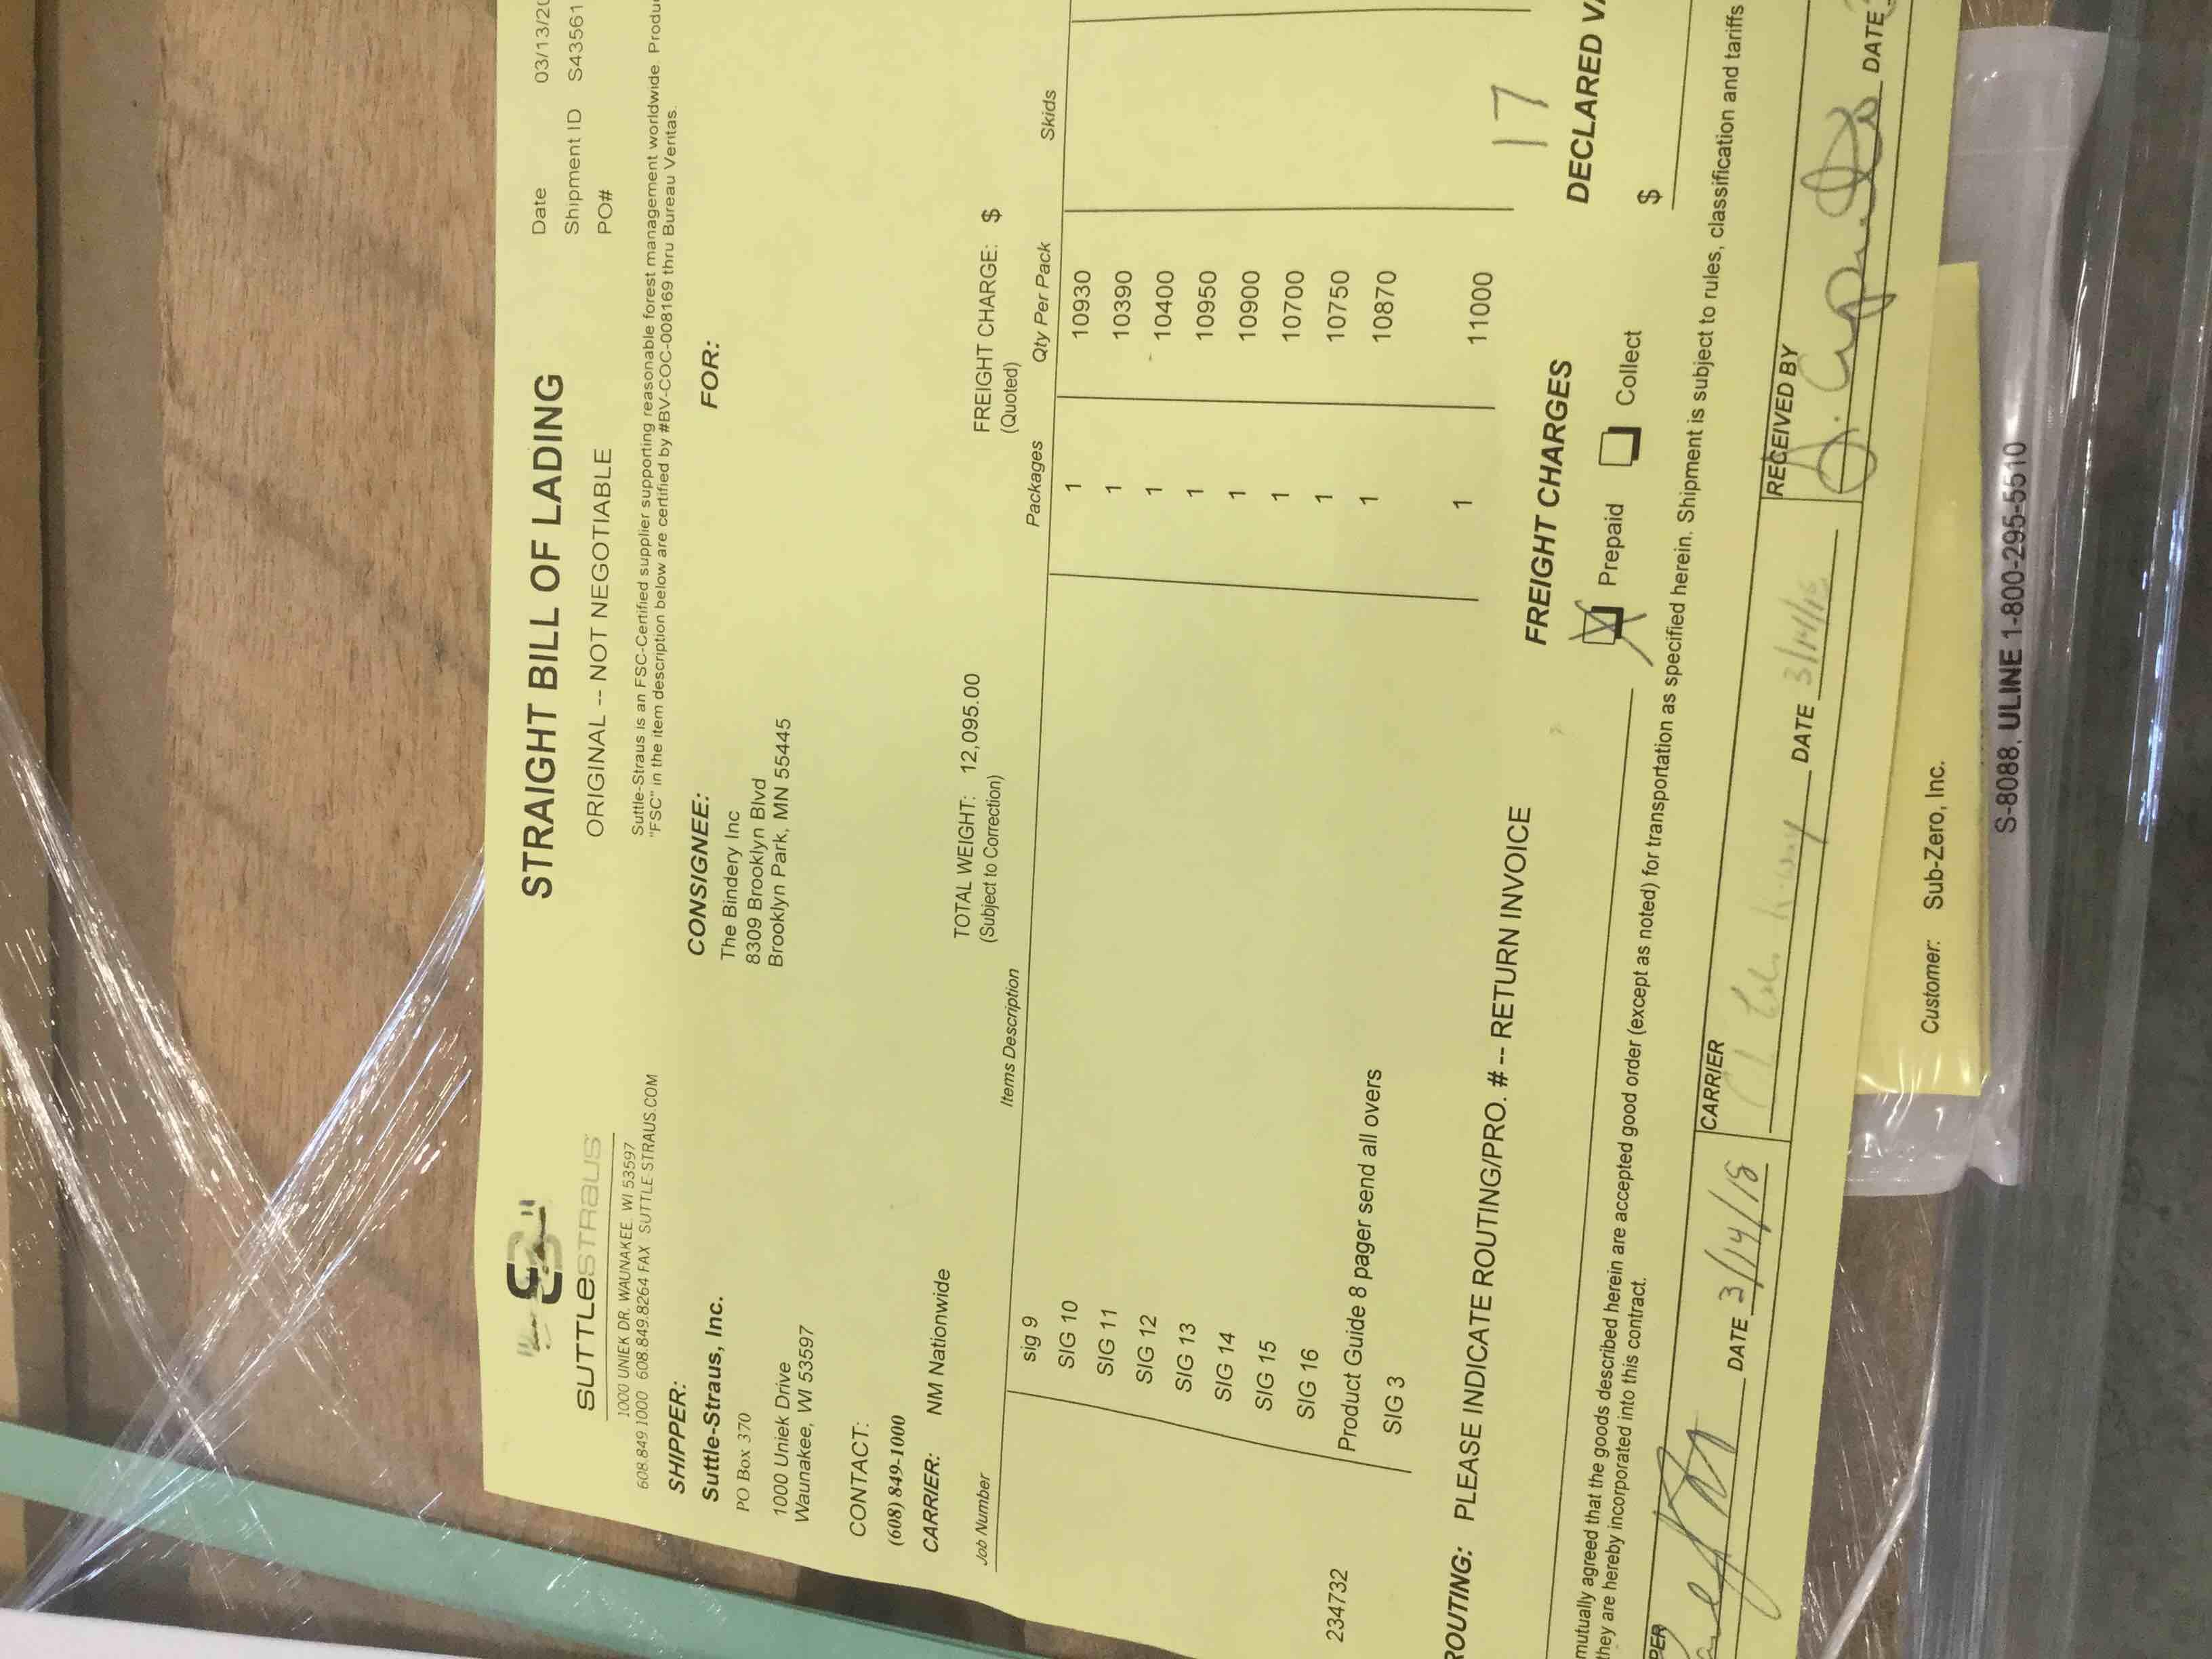 SUTTLESTRAUS
1000 UNIEK DR. WAUNAKEE WI 53597
608.849.1000 608.849.8264 FAX SUTTLE STRAUS.COM
STRAIGHT BILL OF LADING
ORIGINAL -- NOT NEGOTIABLE
Date 03/13/20
Shipment ID S43561
PO#
Suttle-Straus is an FSC-Certified supplier supporting reasonable forest management worldwide. Produ
"FSC" in the item description below are certified by #BV-COC-008169 thru Bureau Veritas.
SHIPPER:
Suttle-Straus, Inc.
PO Box 370
1000 Uniek Drive
Waunakee, WI 53597
CONSIGNEE:
The Bindery Inc
8309 Brooklyn Blvd
Brooklyn Park, MN 55445
FOR:
CONTACT:
(608) 849-1000
CARRIER: NM Nationwide
TOTAL WEIGHT: 12,095.00
(Subject to Correction)
FREIGHT CHARGE: $
(Quoted)
Job Number Items Description Packages Qty Per Pack Skids
sig 9 1 10930
SIG 10 1 10390
SIG 11 1 10400
SIG 12 1 10950
SIG 13 1 10900
SIG 14 1 10700
SIG 15 1 10750
SIG 16 1 10870
234732 Product Guide 8 pager send all overs
SIG 3 1 11000
17
ROUTING: PLEASE INDICATE ROUTING/PRO. # -- RETURN INVOICE
FREIGHT CHARGES
Prepaid Collect
DECLARED VA
$
mutually agreed that the goods described herein are accepted good order (except as noted) for transportation as specified herein. Shipment is subject to rules, classification and tariffs
they are hereby incorporated into this contract.
PER DATE 3/14/18
CARRIER DATE 3/14/18
RECEIVED BY DATE
Customer: Sub-Zero, Inc.
S-8088, ULINE 1-800-295-5510